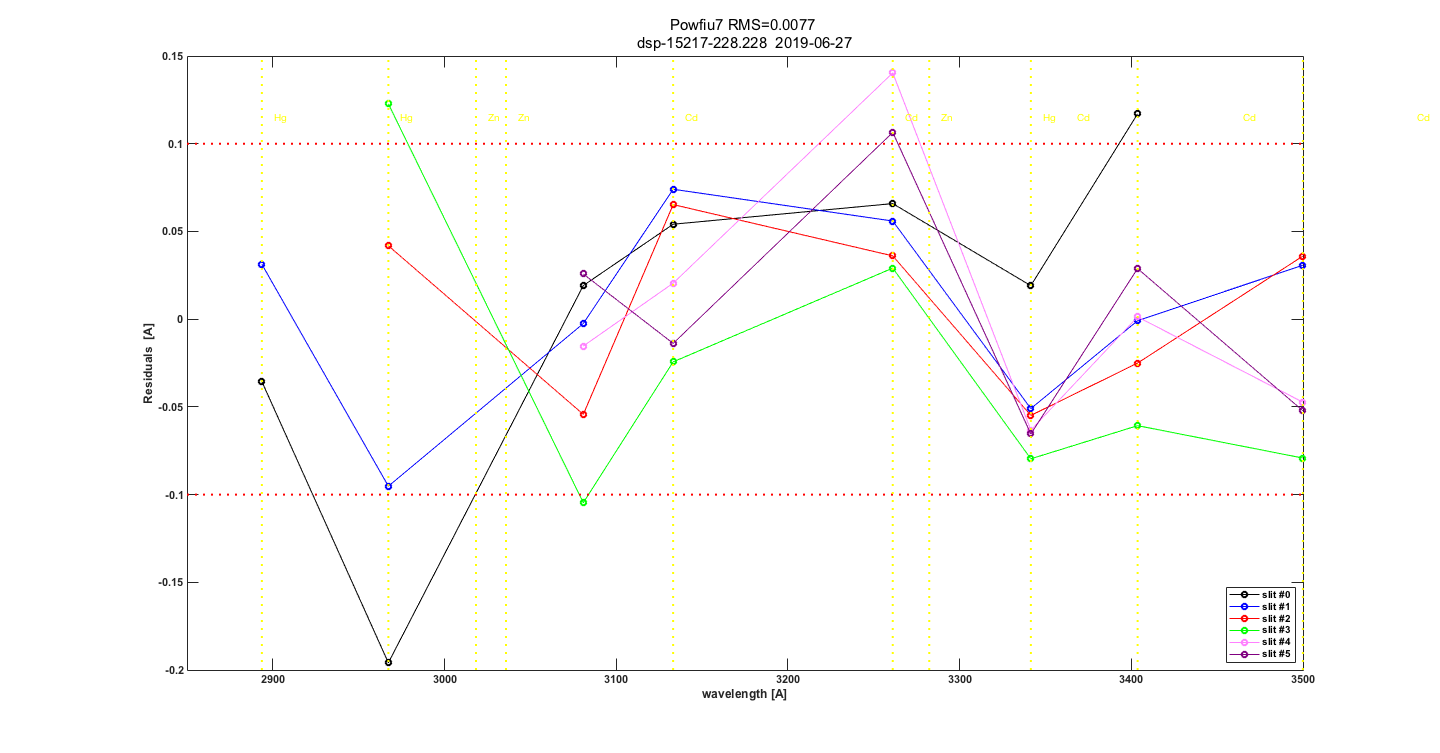 Powfiu7 RMS=0.0077
dsp-15217-228.228 2019-06-27
0.15
0.1
0.05
0
-0.05
-0.1
-0.15
-0.2
Residuals [A]
Hg
Hg
Zn
Zn
Cd
Cd
Zn
Hg
Cd
Cd
Cd
slit #0
slit #1
slit #2
slit #3
slit #4
slit #5
2900
3000
3100
3200
3300
3400
3500
wavelength [A]